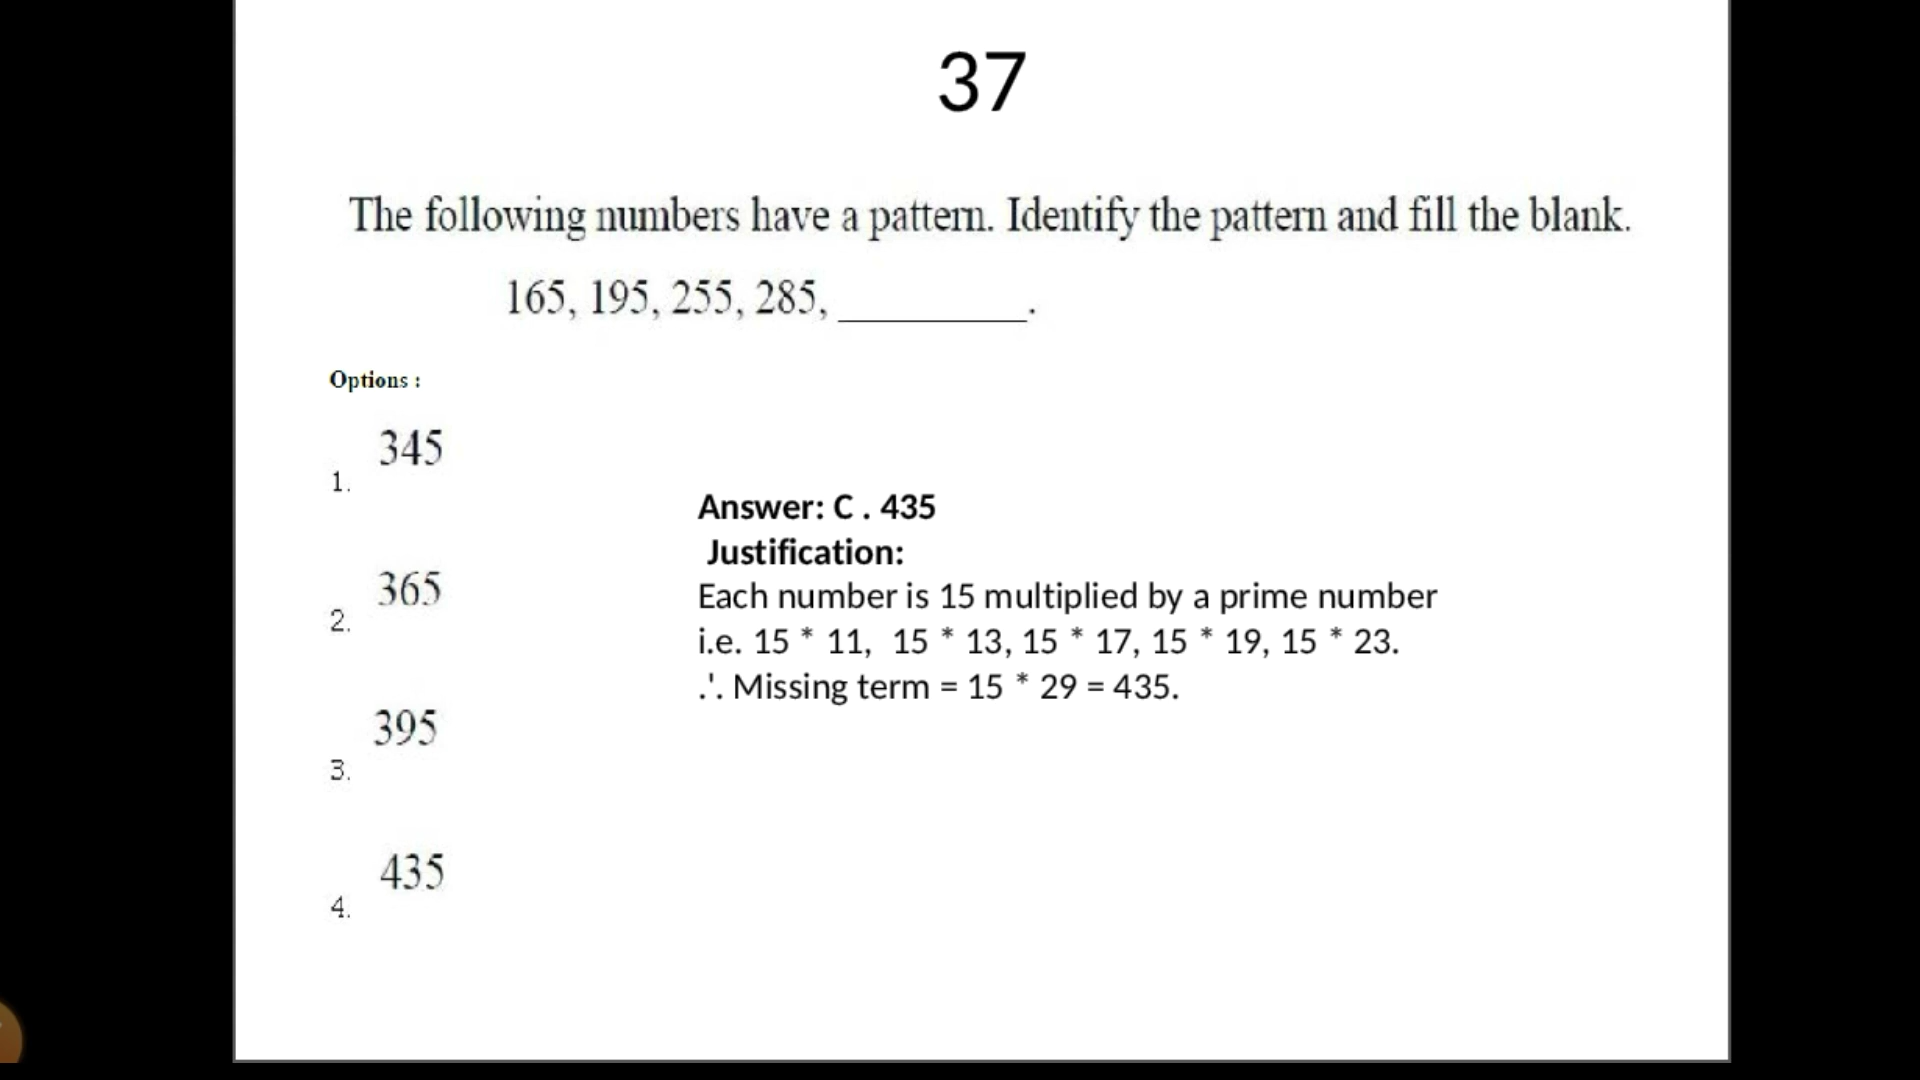 37
The following numbers have a pattern. Identify the pattern and fill the blank.
165, 195, 255, 285, ________.
Options :
345
1.
365
2.
395
3.
435
4.
Answer: C . 435
Justification:
Each number is 15 multiplied by a prime number
i.e. 15 * 11,  15 * 13, 15 * 17, 15 * 19, 15 * 23.
.'. Missing term = 15 * 29 = 435.